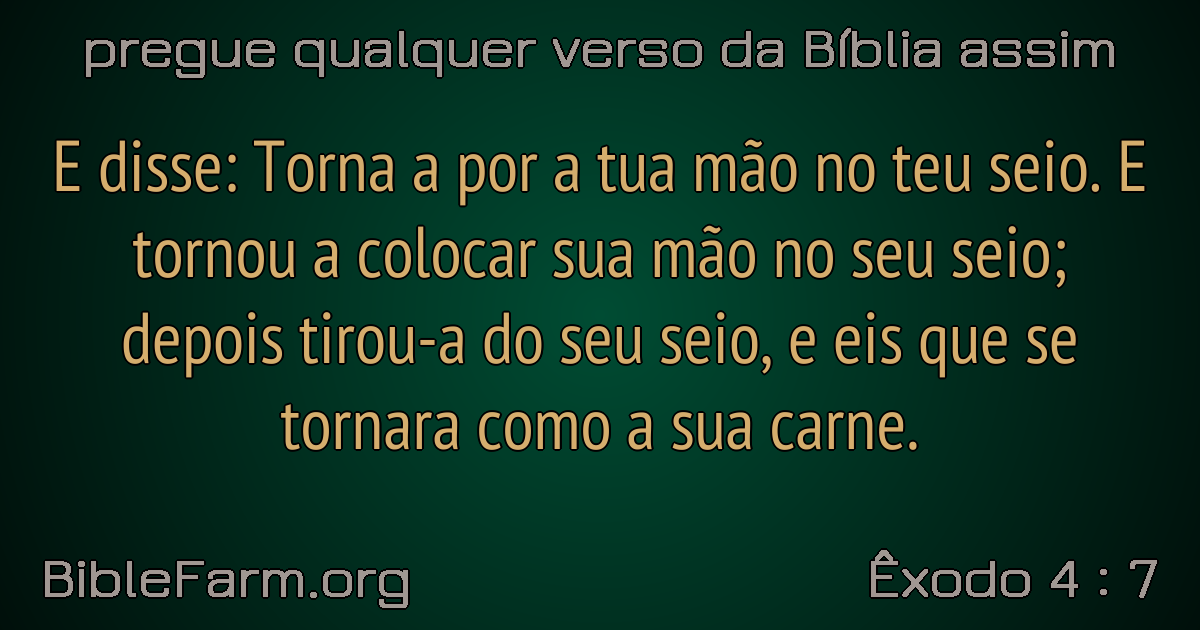 pregue qualquer verso da Bíblia assim
E disse: Torna a por a tua mão no teu seio. E
tornou a colocar sua mão no seu seio;
depois tirou-a do seu seio, e eis que se
tornara como a sua carne.
BibleFarm.org
Êxodo 4 : 7